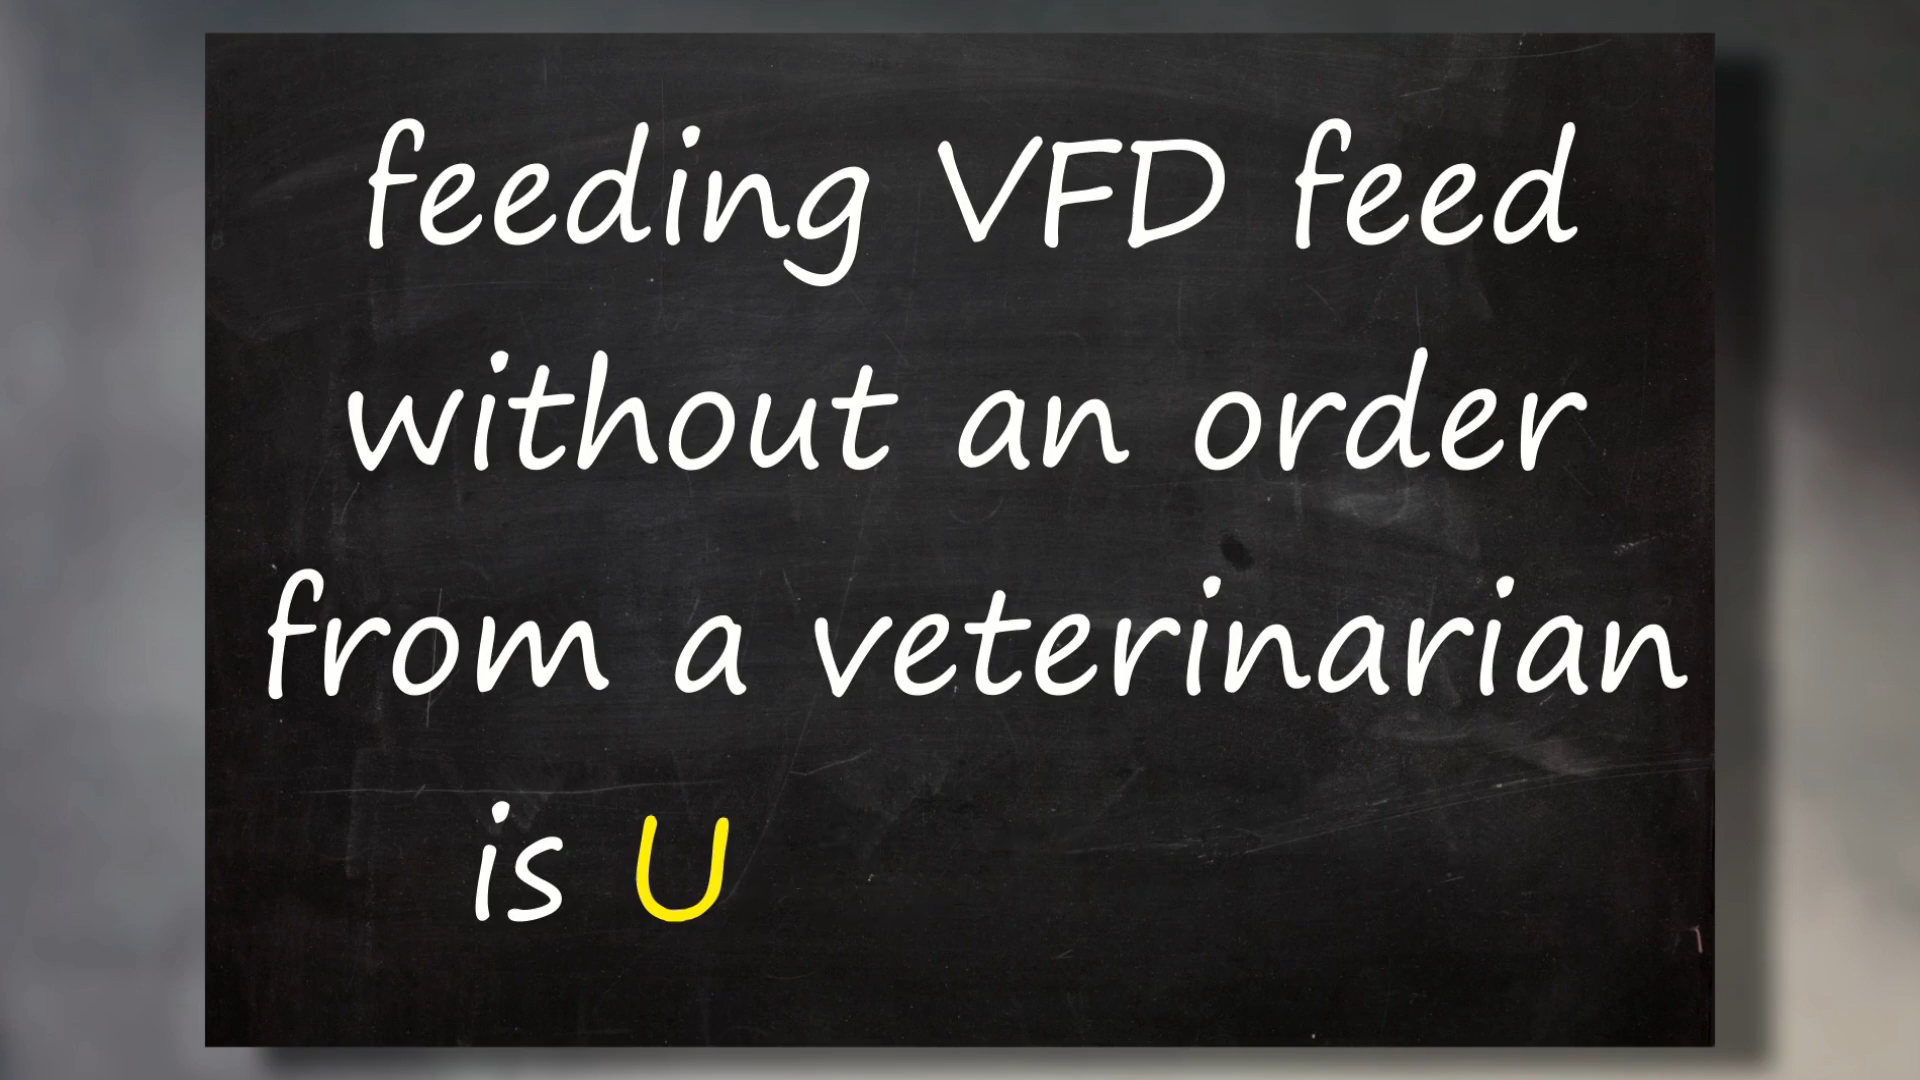 feeding VFD feed
without an order
from a veterinarian
is U